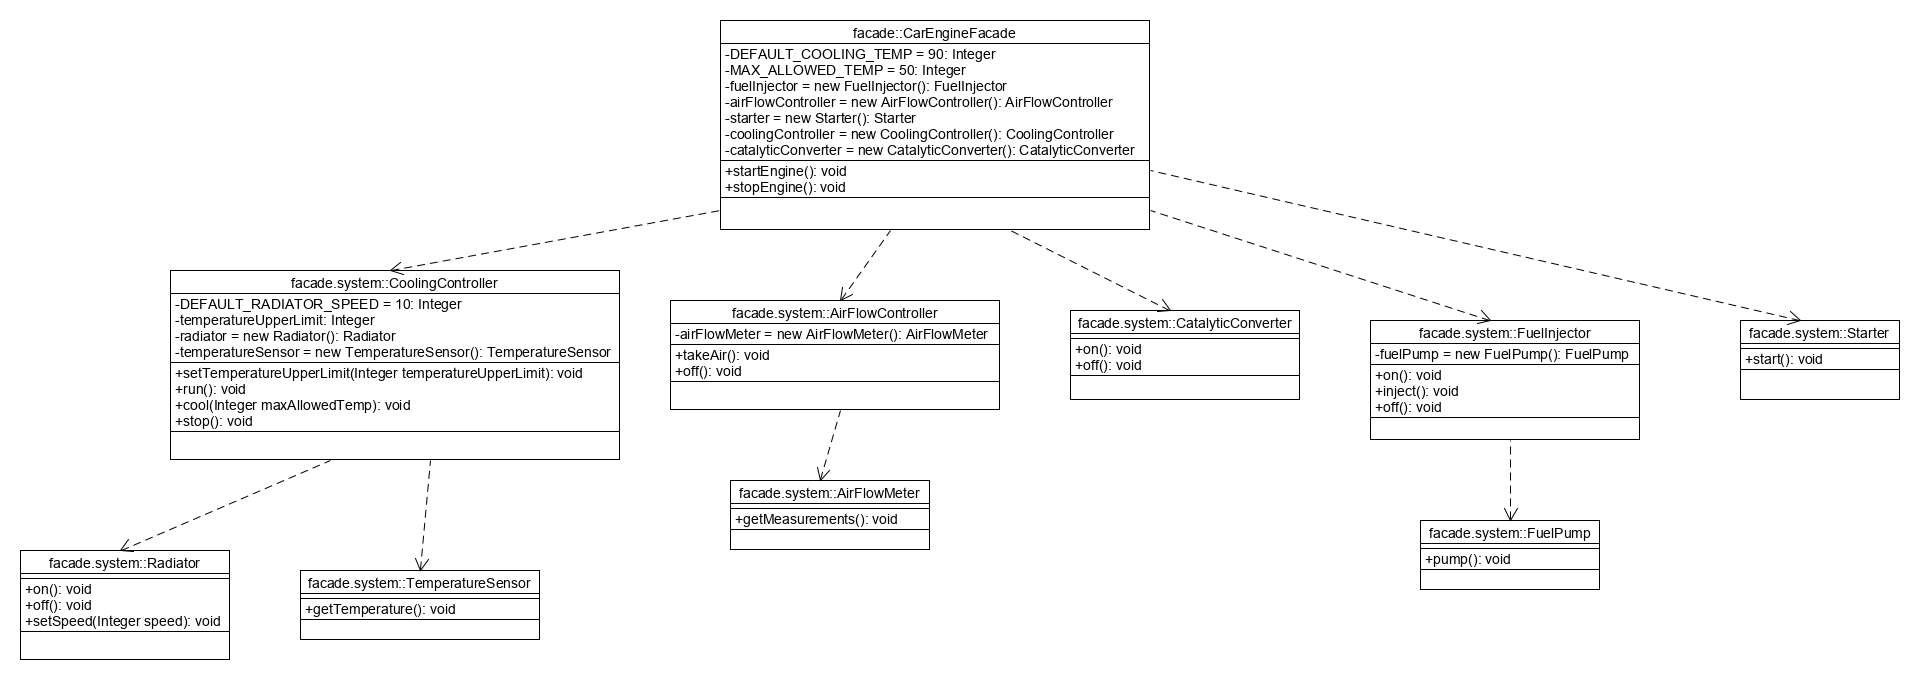 facade::CarEngineFacade
-DEFAULT_COOLING_TEMP = 90: Integer
-MAX_ALLOWED_TEMP = 50: Integer
-fuelInjector = new FuelInjector(): FuelInjector
-airFlowController = new AirFlowController(): AirFlowController
-starter = new Starter(): Starter
-coolingController = new CoolingController(): CoolingController
-catalyticConverter = new CatalyticConverter(): CatalyticConverter
+startEngine(): void
+stopEngine(): void
facade.system::CoolingController
-DEFAULT_RADIATOR_SPEED = 10: Integer
-temperatureUpperLimit: Integer
-radiator = new Radiator(): Radiator
-temperatureSensor = new TemperatureSensor(): TemperatureSensor
+setTemperatureUpperLimit(Integer temperatureUpperLimit): void
+run(): void
+cool(Integer maxAllowedTemp): void
+stop(): void
facade.system::AirFlowController
-airFlowMeter = new AirFlowMeter(): AirFlowMeter
+takeAir(): void
+off(): void
facade.system::CatalyticConverter
+on(): void
+off(): void
facade.system::FuelInjector
-fuelPump = new FuelPump(): FuelPump
+on(): void
+inject(): void
+off(): void
facade.system::Starter
+start(): void
facade.system::Radiator
+on(): void
+off(): void
+setSpeed(Integer speed): void
facade.system::TemperatureSensor
+getTemperature(): void
facade.system::AirFlowMeter
+getMeasurements(): void
facade.system::FuelPump
+pump(): void